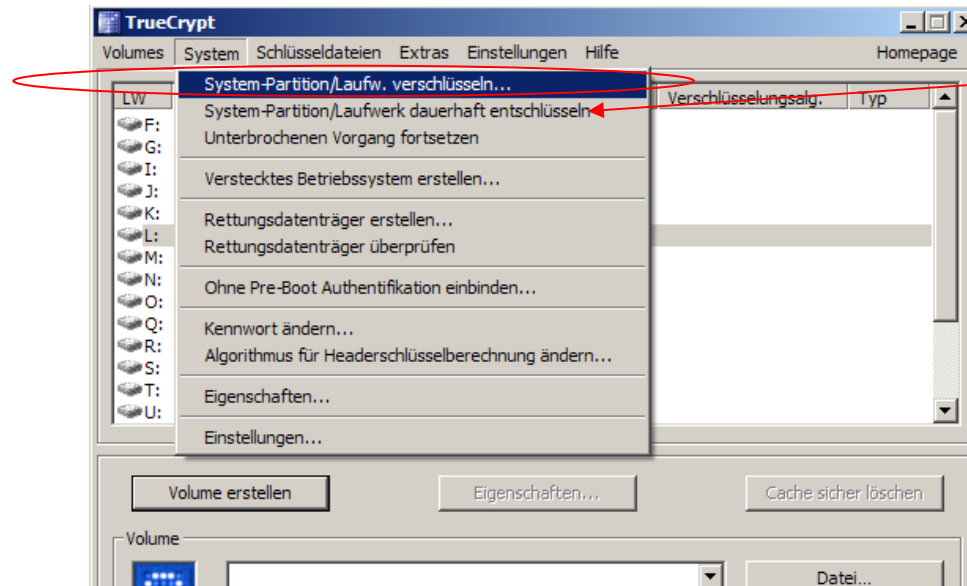 TrueCrypt
Volumes System Schlüsseldateien Extras Einstellungen Hilfe Homepage
System-Partition/Laufw. verschlüsseln...
LW Verschlüsselungsalg. Typ
System-Partition/Laufwerk dauerhaft entschlüsseln
F:
Unterbrochenen Vorgang fortsetzen
G:
I:
Verstecktes Betriebssystem erstellen...
J:
K:
Rettungsdatenträger erstellen...
L:
Rettungsdatenträger überprüfen
M:
N:
Ohne Pre-Boot Authentifikation einbinden...
O:
Q:
Kennwort ändern...
R:
Algorithmus für Headerschlüsselberechnung ändern...
S:
T:
Eigenschaften...
U:
Einstellungen...
Volume erstellen Eigenschaften... Cache sicher löschen
Volume
Datei...